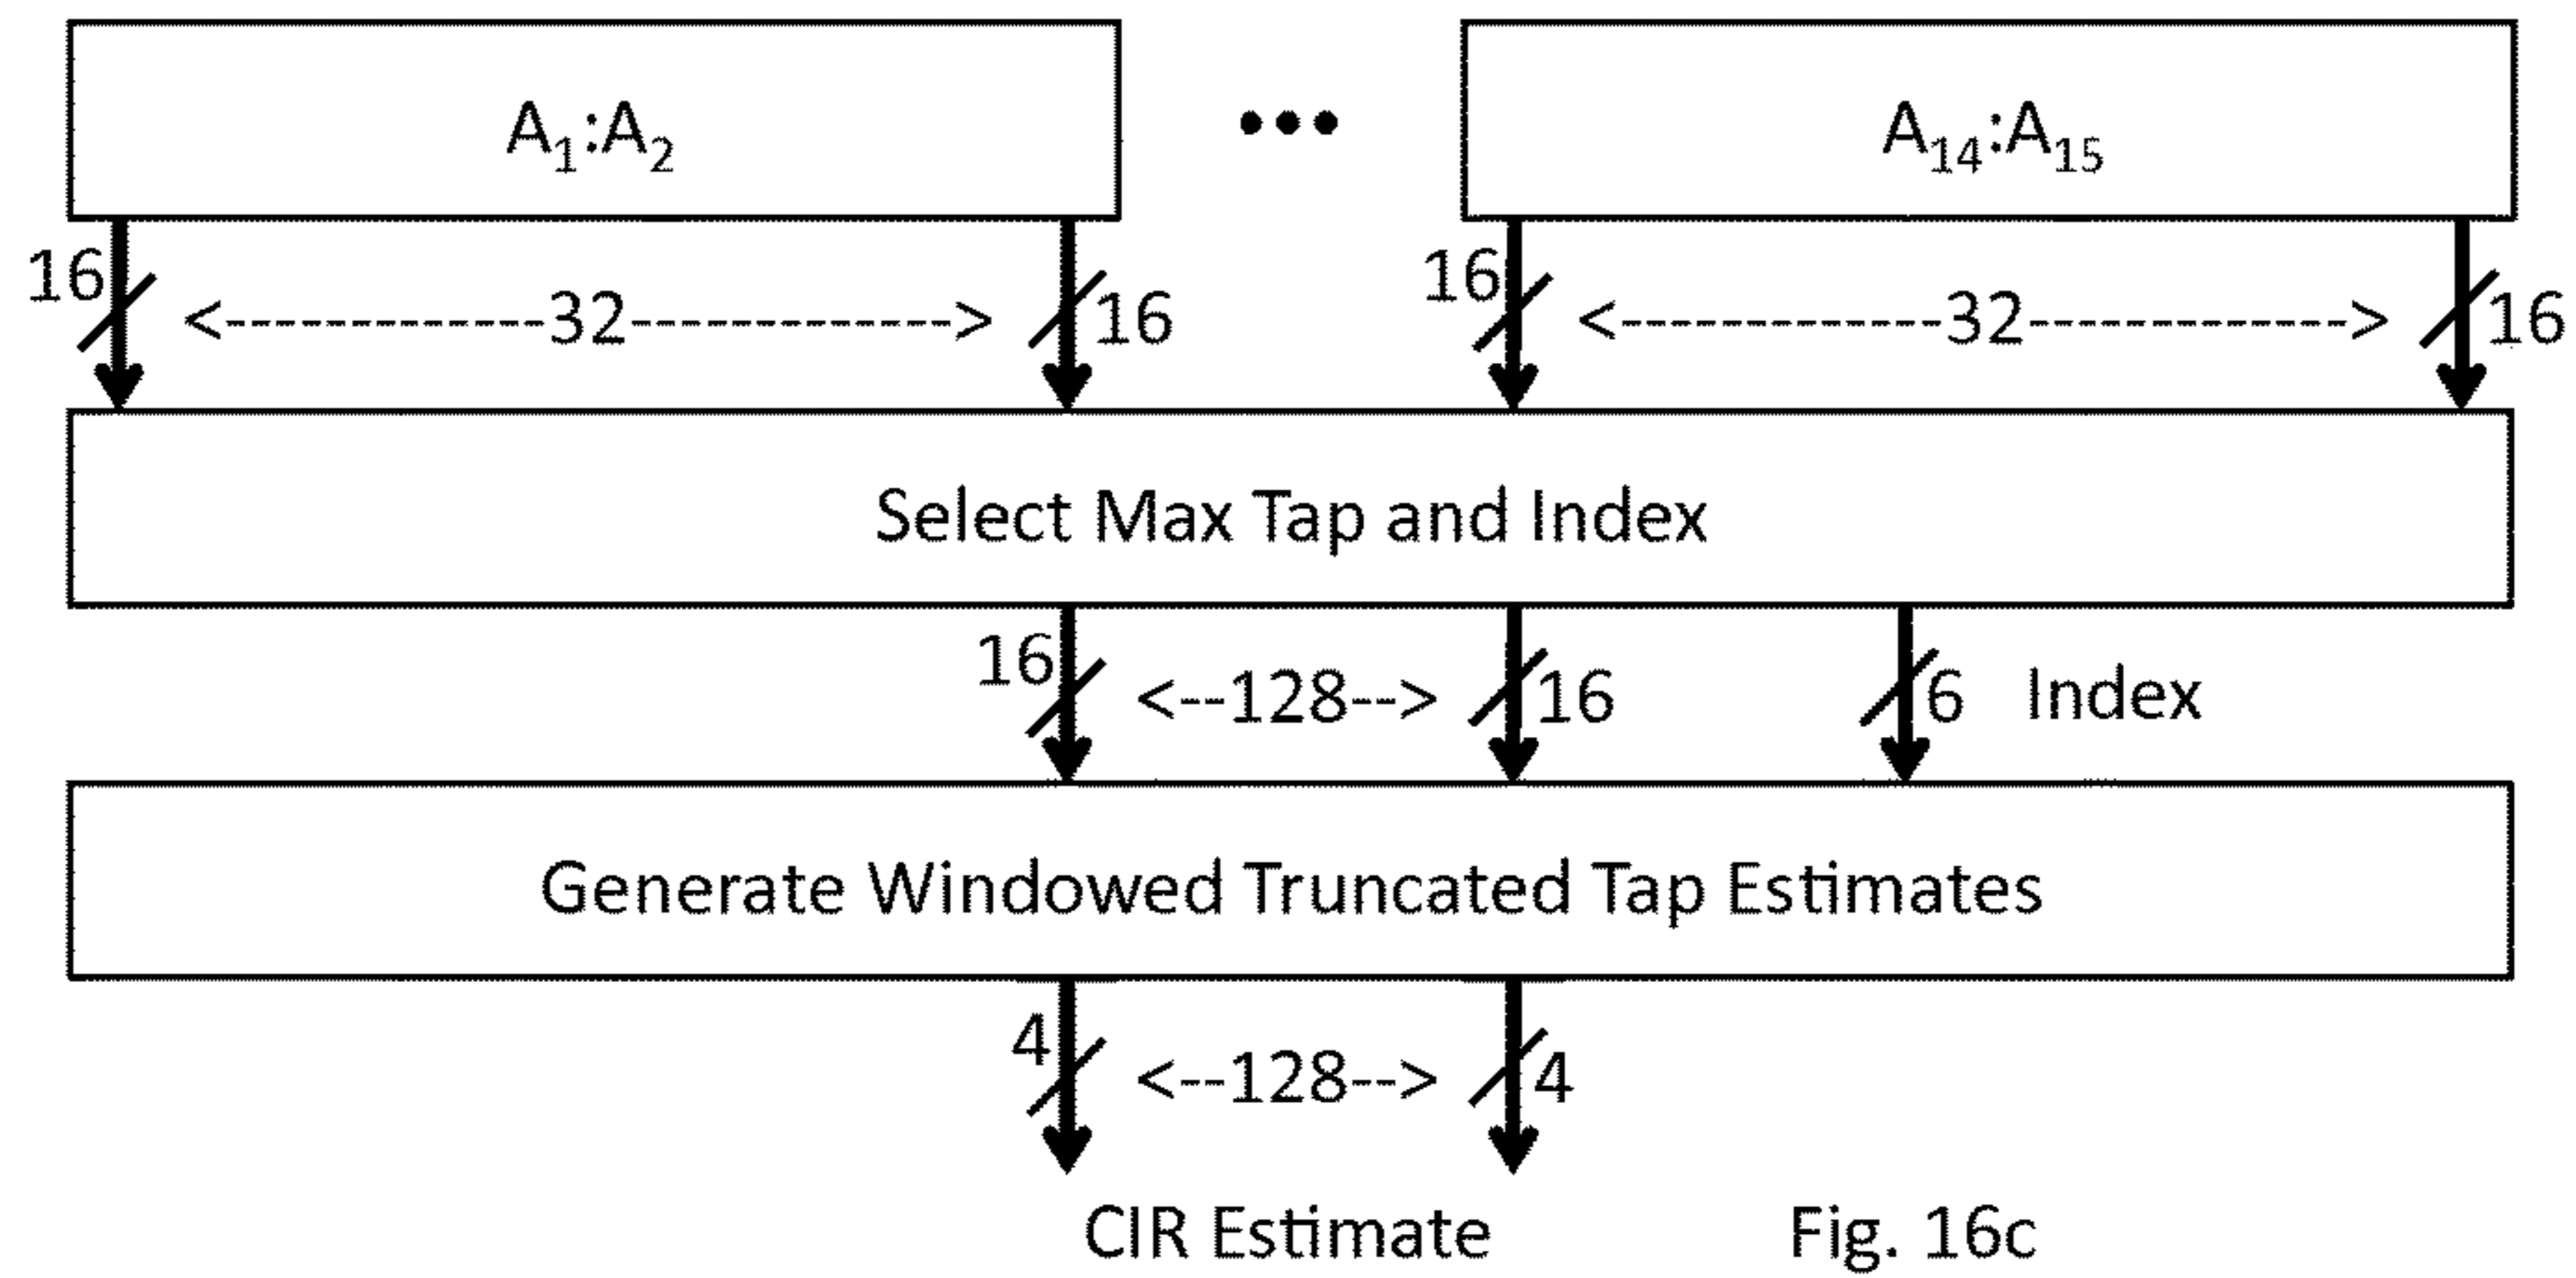 A₁:A₂ ••• A₁₄:A₁₅
16 <-------------32-------------> 16 16 <-------------32-------------> 16
Select Max Tap and Index
16 <--128--> 16 6 Index
Generate Windowed Truncated Tap Estimates
4 <--128--> 4
CIR Estimate Fig. 16c